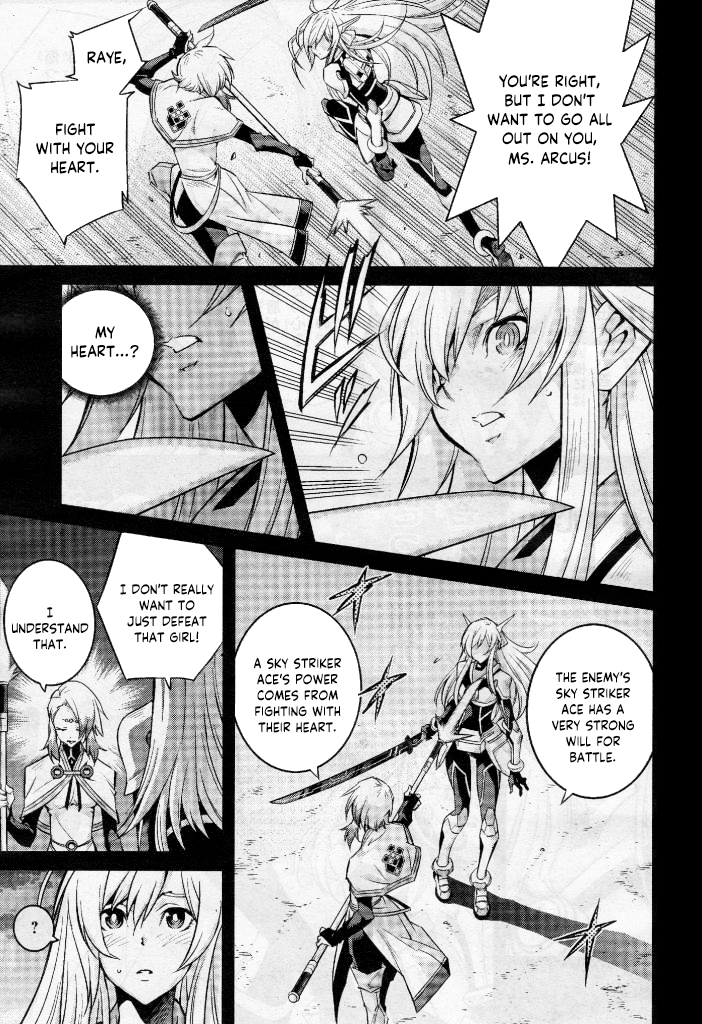 YOU'RE RIGHT,
BUT I DON'T
WANT TO GO ALL
OUT ON YOU,
MS. ARCUS!
RAYE,
FIGHT
WITH YOUR
HEART.
MY
HEART...?
THE ENEMY'S
SKY STRIKER
ACE HAS A
VERY STRONG
WILL FOR
BATTLE.
A SKY STRIKER
ACE'S POWER
COMES FROM
FIGHTING WITH
THEIR HEART.
I DON'T REALLY
WANT TO
JUST DEFEAT
THAT GIRL!
I
UNDERSTAND
THAT.
?